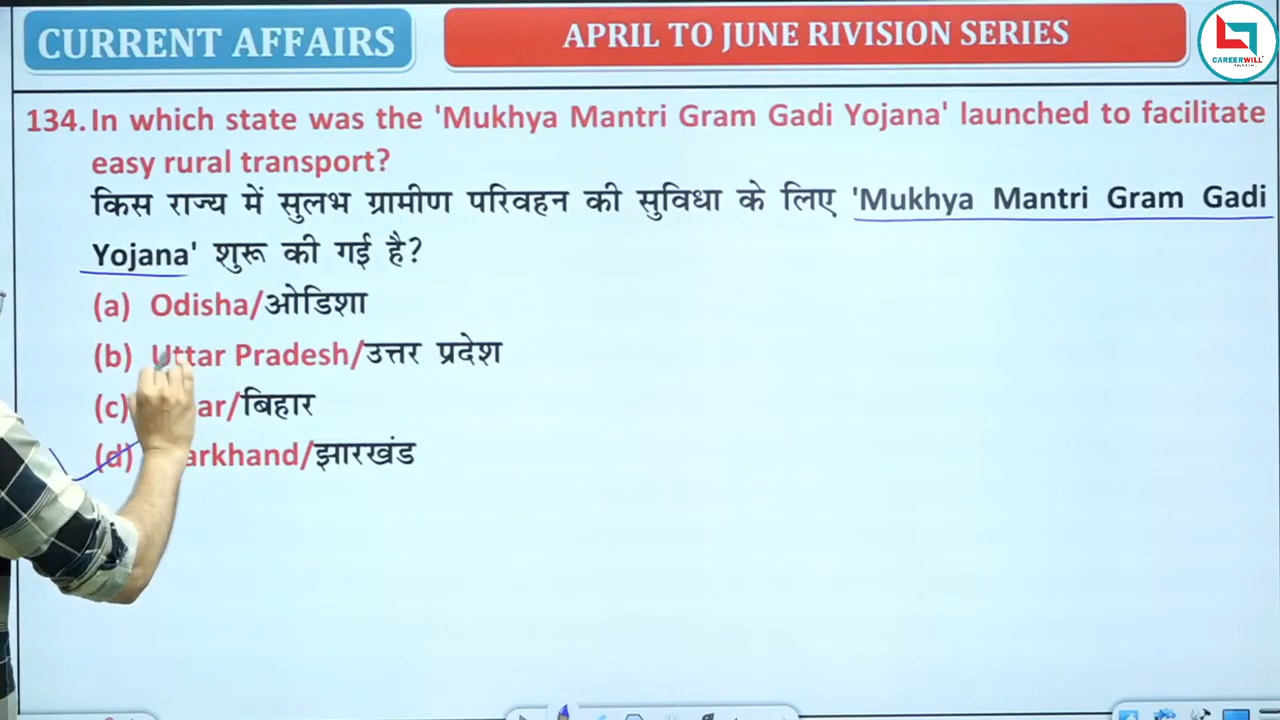 CURRENT AFFAIRS
APRIL TO JUNE RIVISION SERIES
CAREERWILL
134. In which state was the 'Mukhya Mantri Gram Gadi Yojana' launched to facilitate
easy rural transport?
किस राज्य में सुलभ ग्रामीण परिवहन की सुविधा के लिए 'Mukhya Mantri Gram Gadi
Yojana' शुरू की गई है?
(a) Odisha/ओडिशा
(b) Uttar Pradesh/उत्तर प्रदेश
(c) ar/बिहार
(d) arkhand/झारखंड